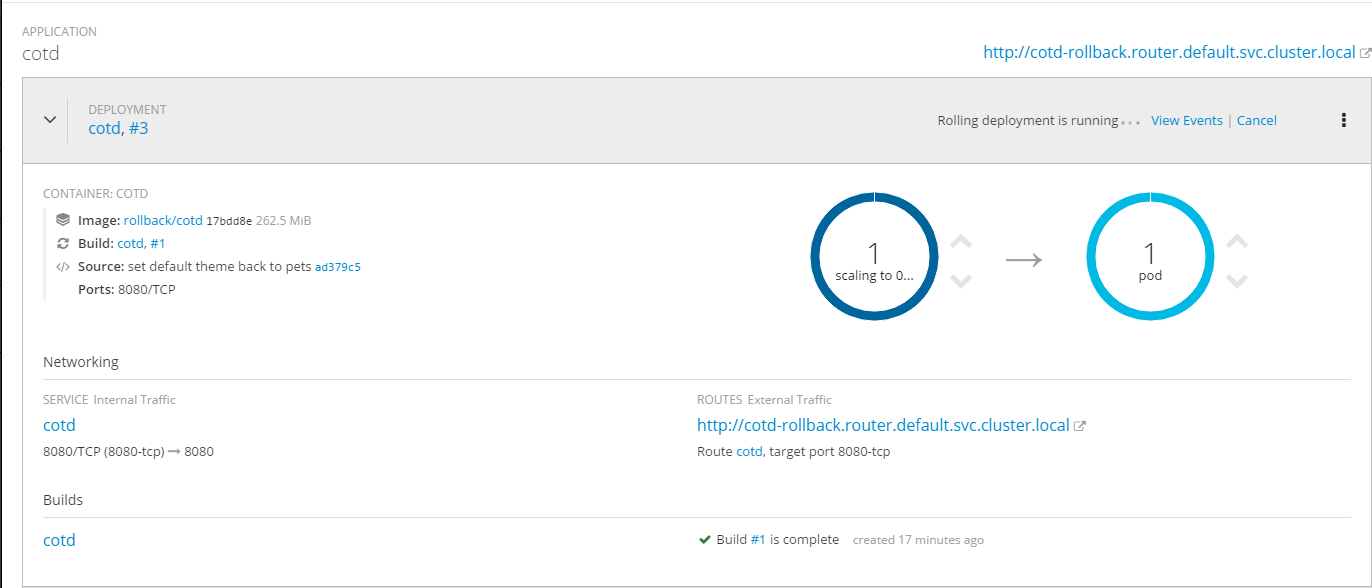 APPLICATION
cotd
http://cotd-rollback.router.default.svc.cluster.local
DEPLOYMENT
cotd, #3
Rolling deployment is running... View Events | Cancel
CONTAINER: COTD
Image: rollback/cotd 17bdd8e 262.5 MiB
Build: cotd, #1
Source: set default theme back to pets ad379c5
Ports: 8080/TCP
1
scaling to 0...
1
pod
Networking
SERVICE Internal Traffic
cotd
8080/TCP (8080-tcp) → 8080
ROUTES External Traffic
http://cotd-rollback.router.default.svc.cluster.local
Route cotd, target port 8080-tcp
Builds
cotd
Build #1 is complete created 17 minutes ago